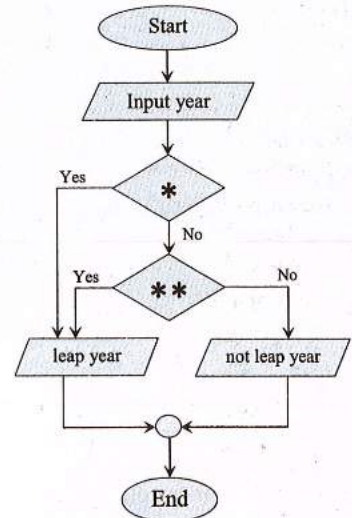 Start
Input year
Yes
*
No
Yes
**
No
leap year
not leap year
End